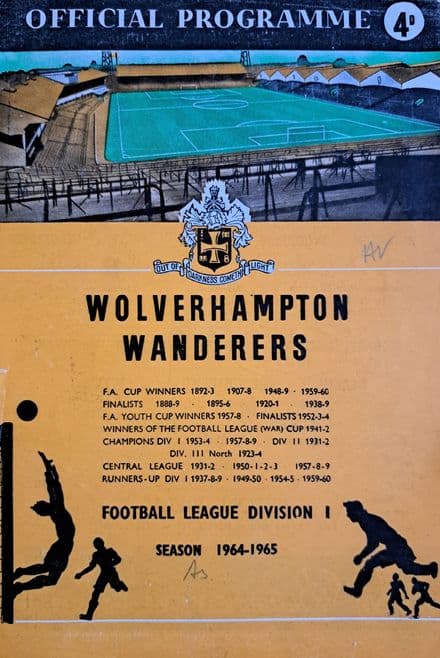 OFFICIAL PROGRAMME 4D
OUT OF DARKNESS COMETH LIGHT
WOLVERHAMPTON
WANDERERS
F.A. CUP WINNERS 1892-3 1907-8 1948-9 · 1959-60
FINALISTS 1888-9 · 1895-6 1920-1 · 1938-9
F.A. YOUTH CUP WINNERS 1957-8 · FINALISTS 1952-3-4
WINNERS OF THE FOOTBALL LEAGUE (WAR) CUP 1941-2
CHAMPIONS DIV I 1953-4 · 1957-8-9 · DIV II 1931-2
DIV. III North 1923-4
CENTRAL LEAGUE 1931-2 · 1950-1-2-3 1957-8-9
RUNNERS-UP DIV I 1937-8-9 · 1949-50 · 1954-5 · 1959-60
FOOTBALL LEAGUE DIVISION I
SEASON 1964-1965